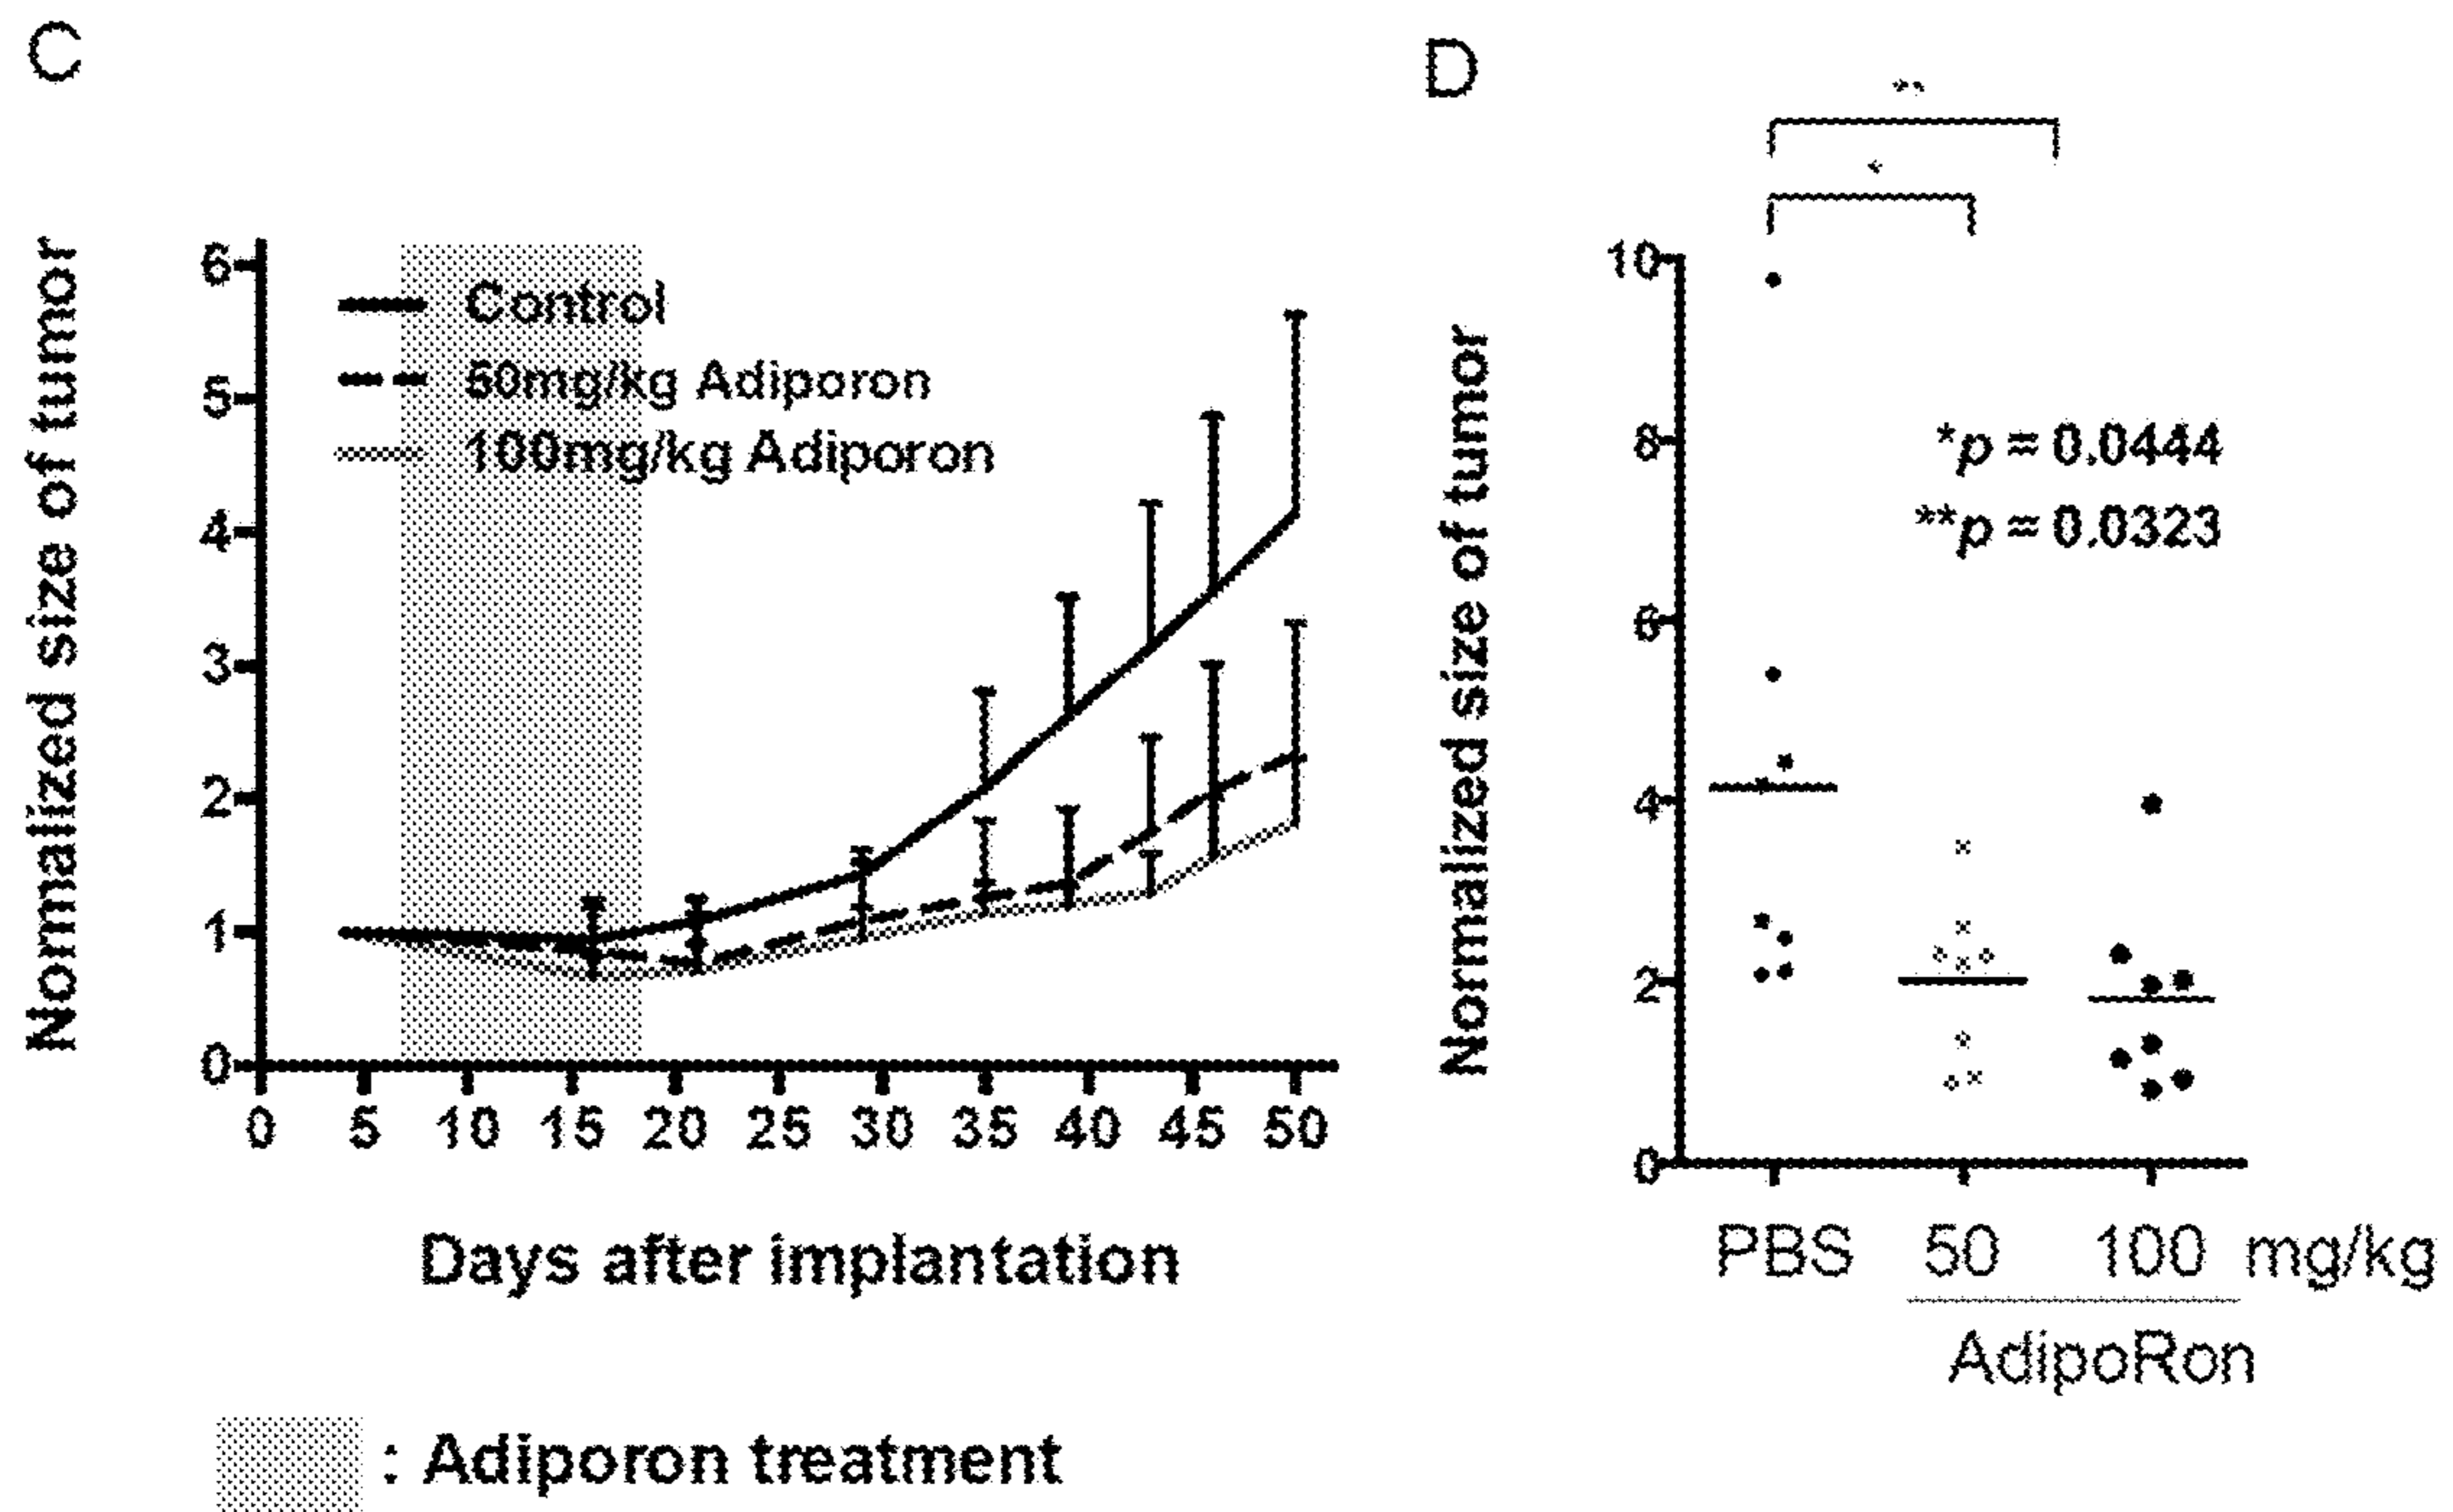 C
Normalized size of tumor
6
5
4
3
2
1
0
Control
50mg/kg Adiporon
100mg/kg Adiporon
0 5 10 15 20 25 30 35 40 45 50
Days after implantation
: Adiporon treatment
D
**
*
Normalized size of tumor
10
8
6
4
2
0
*p = 0.0444
**p = 0.0323
PBS 50 100 mg/kg
AdipoRon